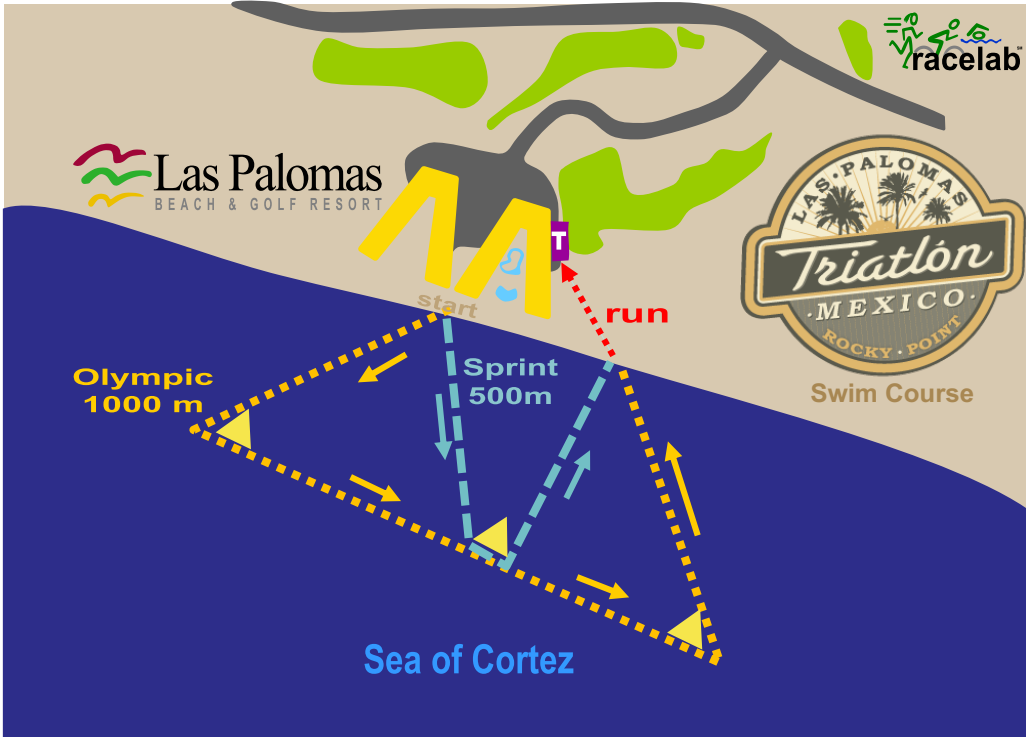 racelab
SM
Las Palomas
BEACH & GOLF RESORT
LAS·PALOMAS
Triatlón
·MEXICO·
ROCKY·POINT
Swim Course
T
start
run
Sprint
500m
Olympic
1000 m
Sea of Cortez